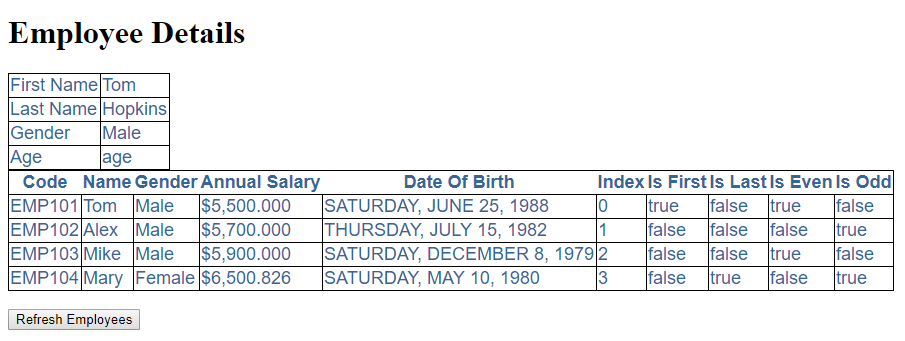 Employee Details
First Name Tom
Last Name Hopkins
Gender Male
Age age
Code Name Gender Annual Salary Date Of Birth Index Is First Is Last Is Even Is Odd
EMP101 Tom Male $5,500.000 SATURDAY, JUNE 25, 1988 0 true false true false
EMP102 Alex Male $5,700.000 THURSDAY, JULY 15, 1982 1 false false false true
EMP103 Mike Male $5,900.000 SATURDAY, DECEMBER 8, 1979 2 false false true false
EMP104 Mary Female $6,500.826 SATURDAY, MAY 10, 1980 3 false true false true
Refresh Employees